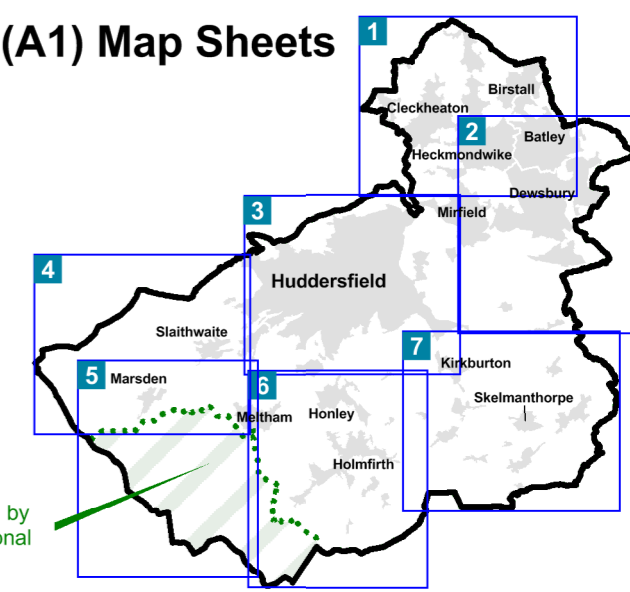 (A1) Map Sheets
1
Birstall
Cleckheaton
2
Batley
Heckmondwike
Dewsbury
3
Mirfield
4
Huddersfield
Slaithwaite
7
Kirkburton
5
Marsden
6
Skelmanthorpe
Meltham
Honley
Holmfirth
by
onal